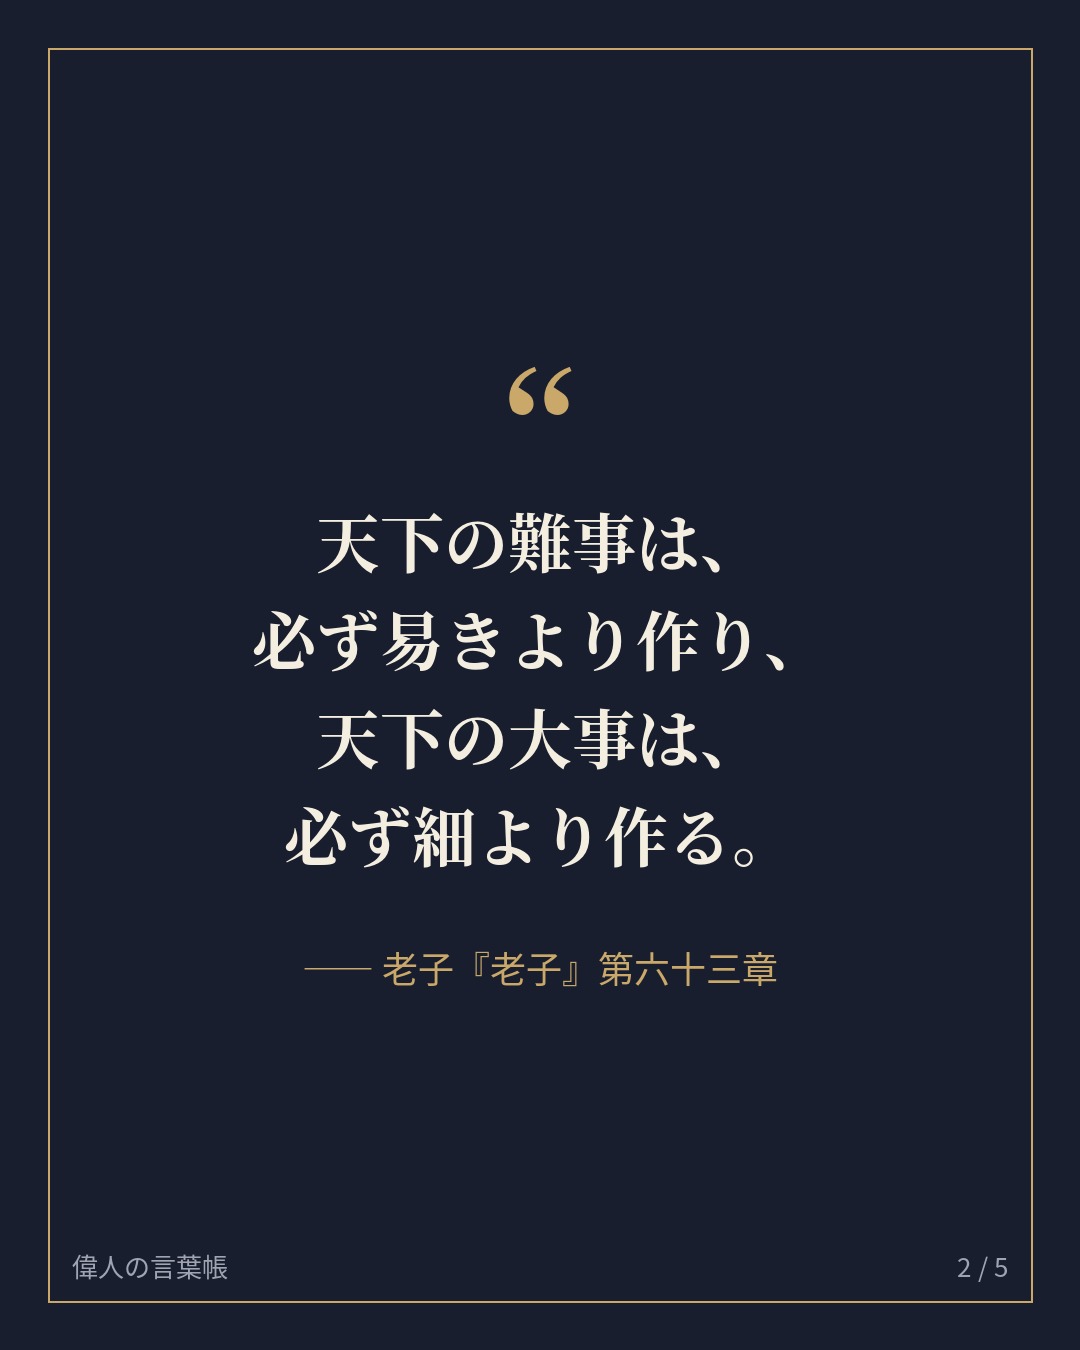 “
天下の難事は、
必ず易きより作り、
天下の大事は、
必ず細より作る。
—— 老子『老子』第六十三章
偉人の言葉帳
2 / 5